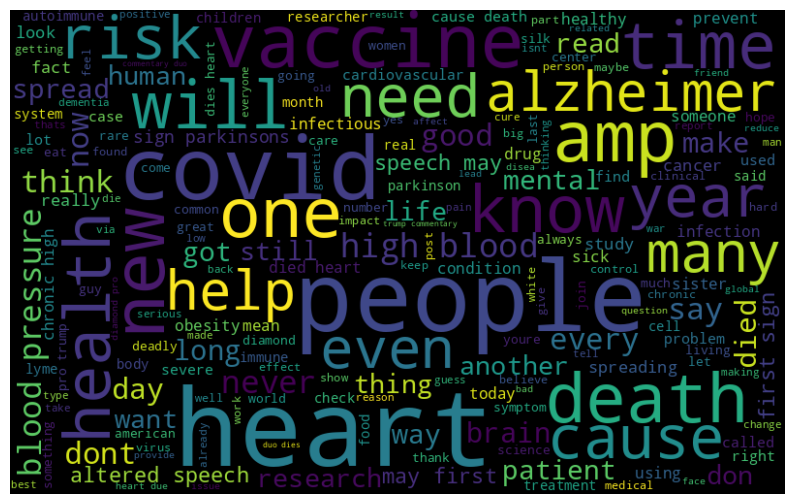 autoimmune positive children researcher cause death healthy part result prevent
look risk vaccine read silk isnt related time
getting feel human women center person maybe
fact spread dementia now will commentary due dies heart cardiovascular going everyone need old month alzheimer friend
system case rare sign parkinsons infectious yes affect good cure someone report hope reduce
lot see eat found care real genetic drug big last thinking make man
think really die covid speech may disea cancer used said
come parkinson mental find clinical hard
via common one number lead pain know year
blood pressure chronic high health new great low impact trump commentary life amp infection
got still high blood post always study war many
guy back keep condition white sick control much sister
help people give join chronic global
serious obesity mean cell question say
deadly made diamond long even every problem living died first sign
lyme body immune youre spreading let tell
pro trump diamond pro severe effect another believe making
type day never show guess thing check reason today bad symptom death change
take want well world work food way brain cause called right
something american already thank science
dont virus duo dies don using face
best altered speech provide research may first patient treatment medical
heart due issue heart
thats died heart